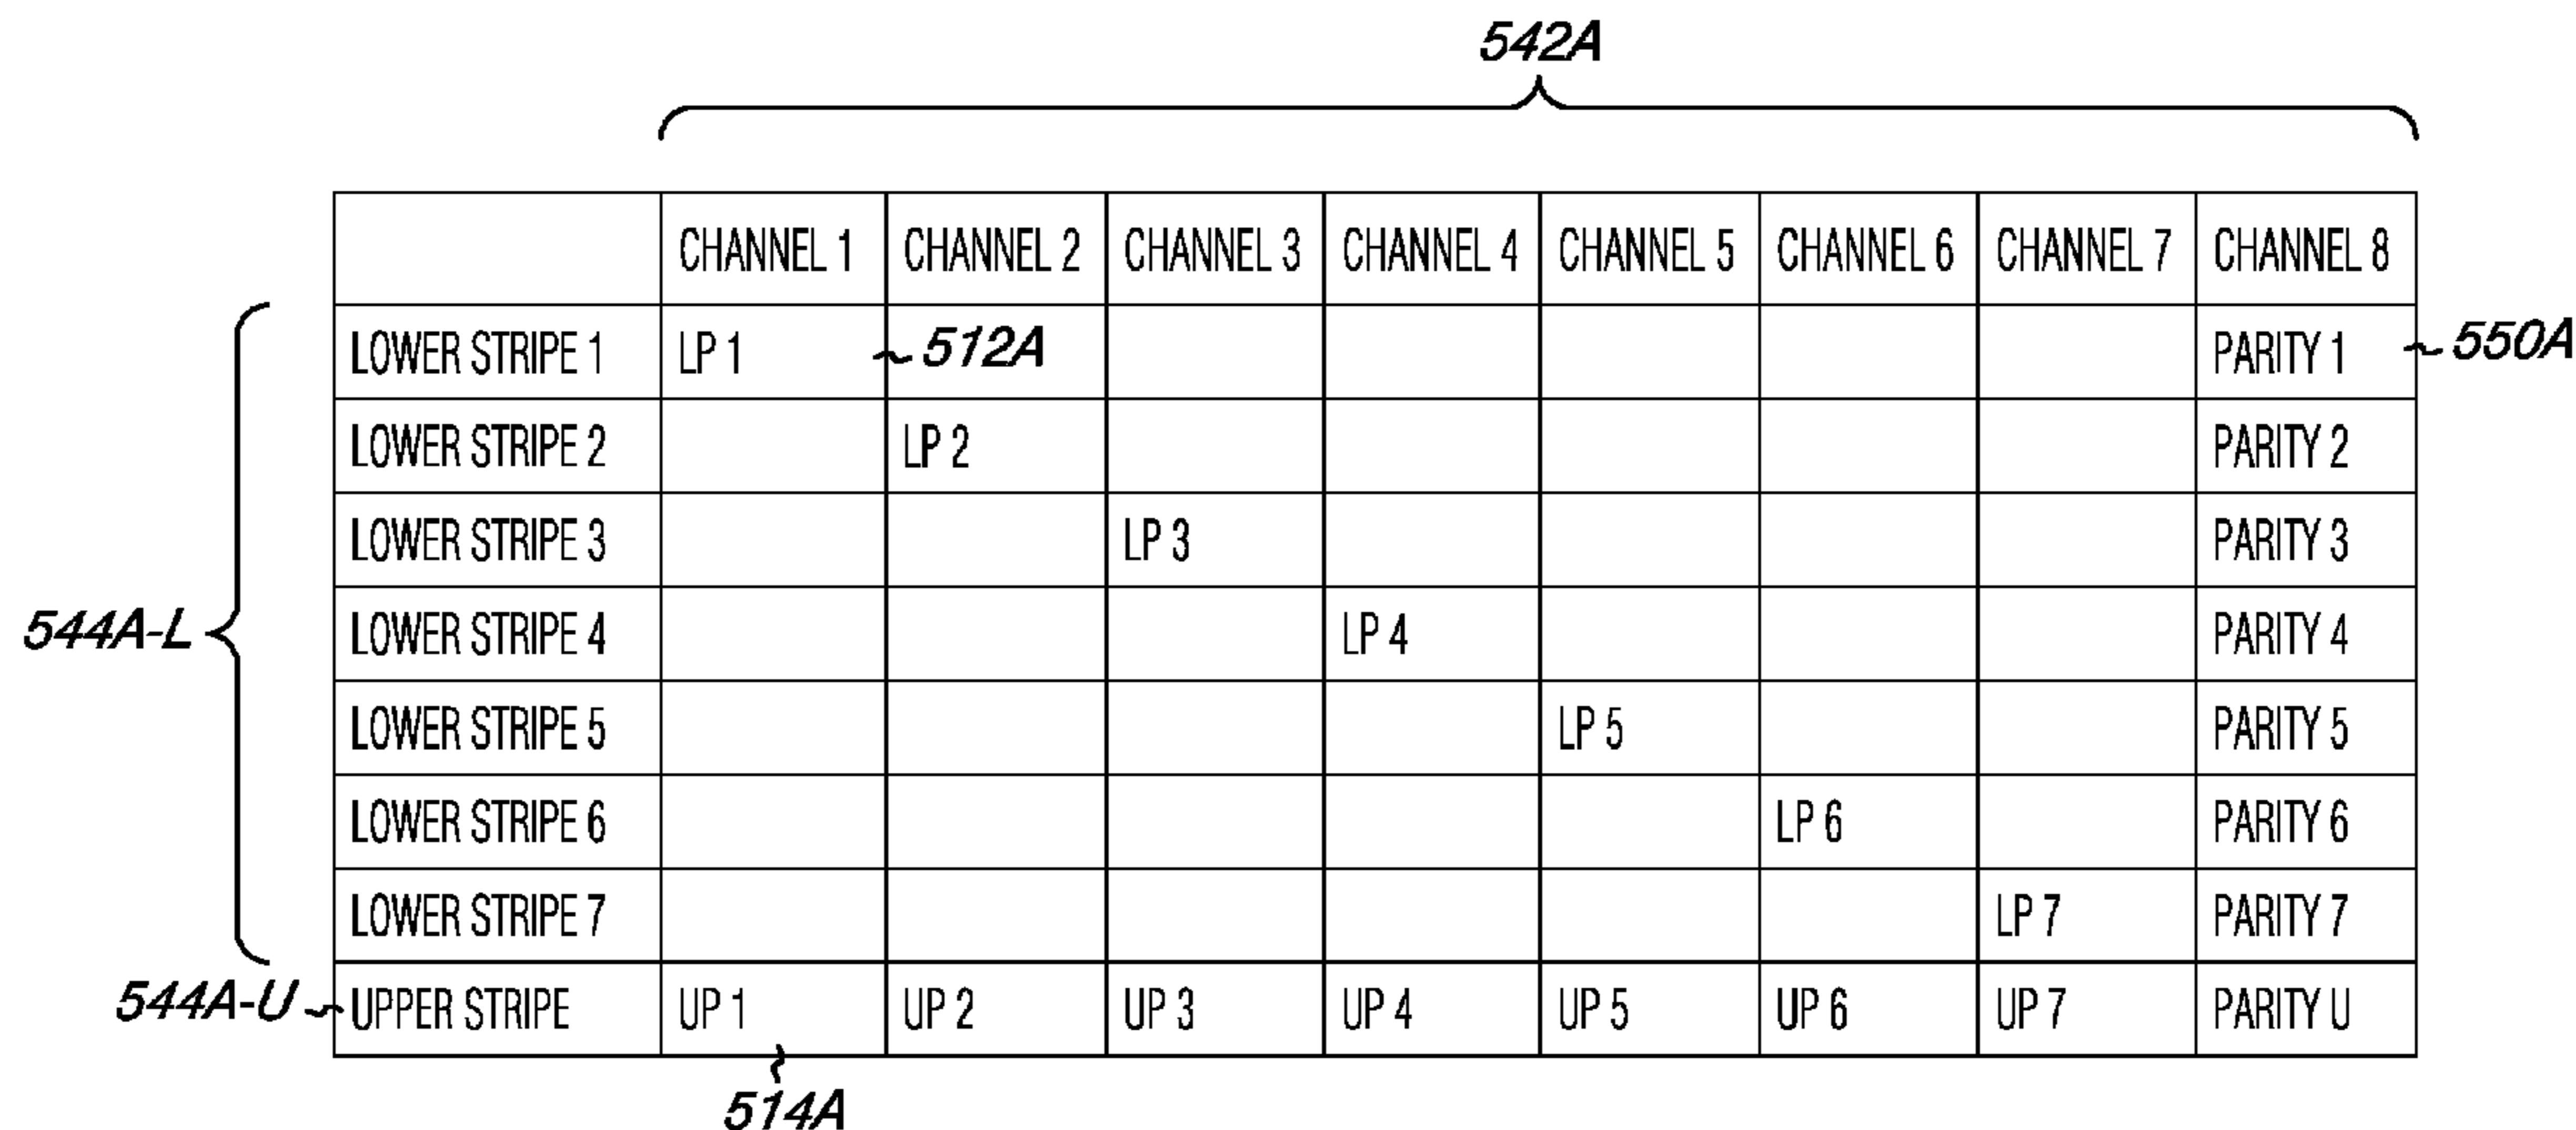 542A
CHANNEL 1 CHANNEL 2 CHANNEL 3 CHANNEL 4 CHANNEL 5 CHANNEL 6 CHANNEL 7 CHANNEL 8
LOWER STRIPE 1 LP 1 512A PARITY 1 550A
LOWER STRIPE 2 LP 2 PARITY 2
LOWER STRIPE 3 LP 3 PARITY 3
544A-L LOWER STRIPE 4 LP 4 PARITY 4
LOWER STRIPE 5 LP 5 PARITY 5
LOWER STRIPE 6 LP 6 PARITY 6
LOWER STRIPE 7 LP 7 PARITY 7
544A-U UPPER STRIPE UP 1 UP 2 UP 3 UP 4 UP 5 UP 6 UP 7 PARITY U
514A